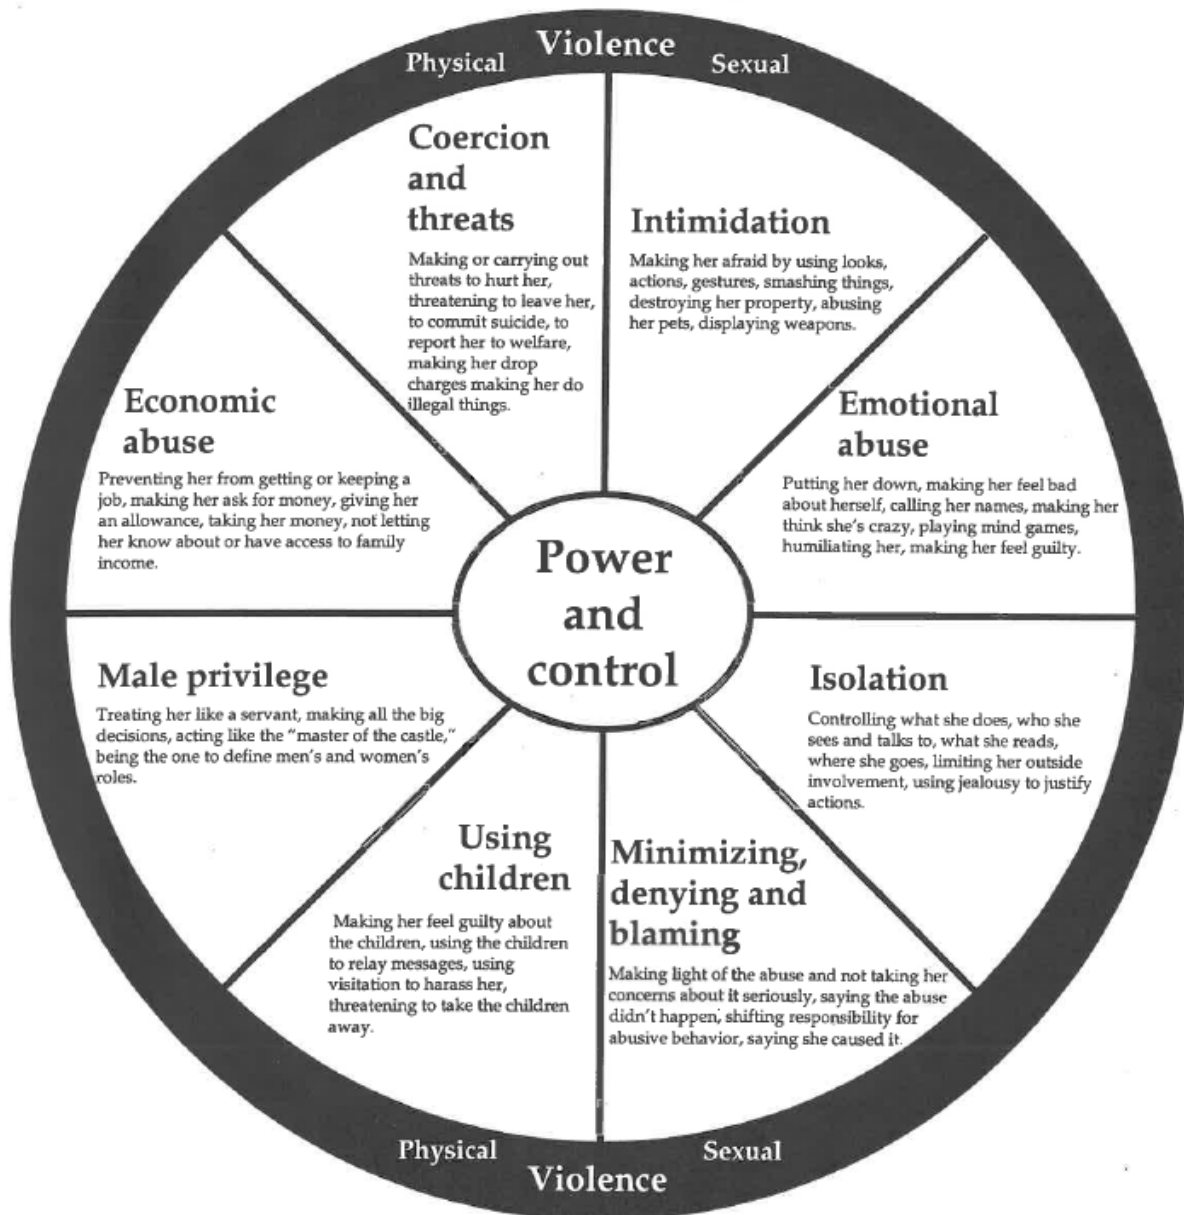 Violence
Physical
Sexual
Coercion
and
threats
Making or carrying out
threats to hurt her,
threatening to leave her,
to commit suicide, to
report her to welfare,
making her drop
charges making her do
illegal things.
Intimidation
Making her afraid by using looks,
actions, gestures, smashing things,
destroying her property, abusing
her pets, displaying weapons.
Economic
abuse
Preventing her from getting or keeping a
job, making her ask for money, giving her
an allowance, taking her money, not letting
her know about or have access to family
income.
Emotional
abuse
Putting her down, making her feel bad
about herself, calling her names, making her
think she's crazy, playing mind games,
humiliating her, making her feel guilty.
Power
and
control
Male privilege
Treating her like a servant, making all the big
decisions, acting like the "master of the castle,"
being the one to define men's and women's
roles.
Isolation
Controlling what she does, who she
sees and talks to, what she reads,
where she goes, limiting her outside
involvement, using jealousy to justify
actions.
Using
children
Making her feel guilty about
the children, using the children
to relay messages, using
visitation to harass her,
threatening to take the children
away.
Minimizing,
denying and
blaming
Making light of the abuse and not taking her
concerns about it seriously, saying the abuse
didn't happen, shifting responsibility for
abusive behavior, saying she caused it.
Physical
Sexual
Violence